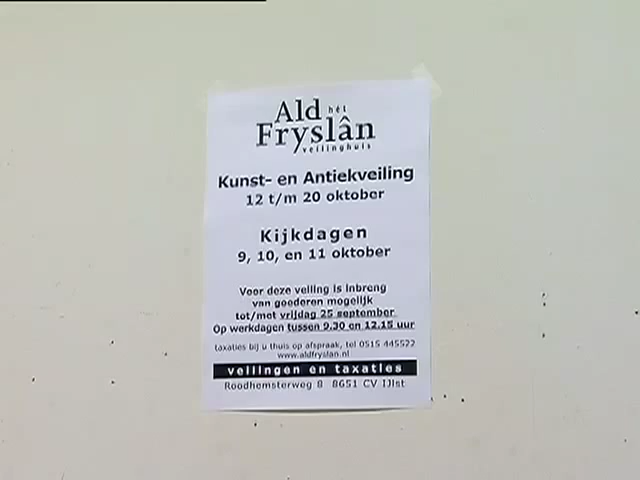 Ald hèt
Fryslân
veilinghuis
Kunst- en Antiekveiling
12 t/m 20 oktober
Kijkdagen
9, 10, en 11 oktober
Voor deze veiling is inbreng
van goederen mogelijk
tot/met vrijdag 25 september
Op werkdagen tussen 9.30 en 12.15 uur
taxaties bij u thuis op afspraak, tel 0515 445522
www.aldfryslan.nl
veilingen en taxaties
Roodhemsterweg 8 8651 CV IJlst